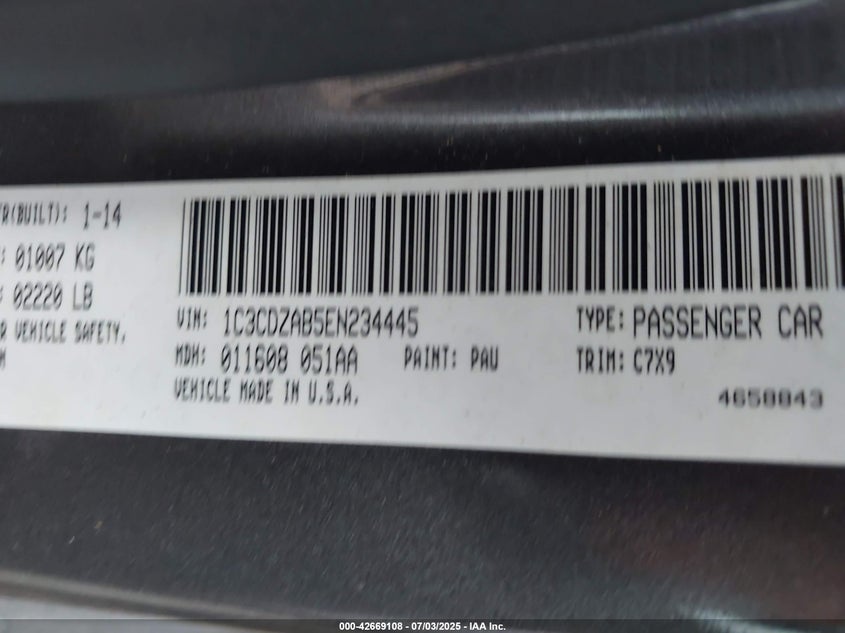 FR(BUILT): 1-14
: 01007 KG
: 02220 LB
R VEHICLE SAFETY,
M
VIN: 1C3CDZAB5EN234445
TYPE: PASSENGER CAR
MDH: 011608 051AA
PAINT: PAU
TRIM: C7X9
VEHICLE MADE IN U.S.A.
4658843
000-42669108 - 07/03/2025 - IAA Inc.